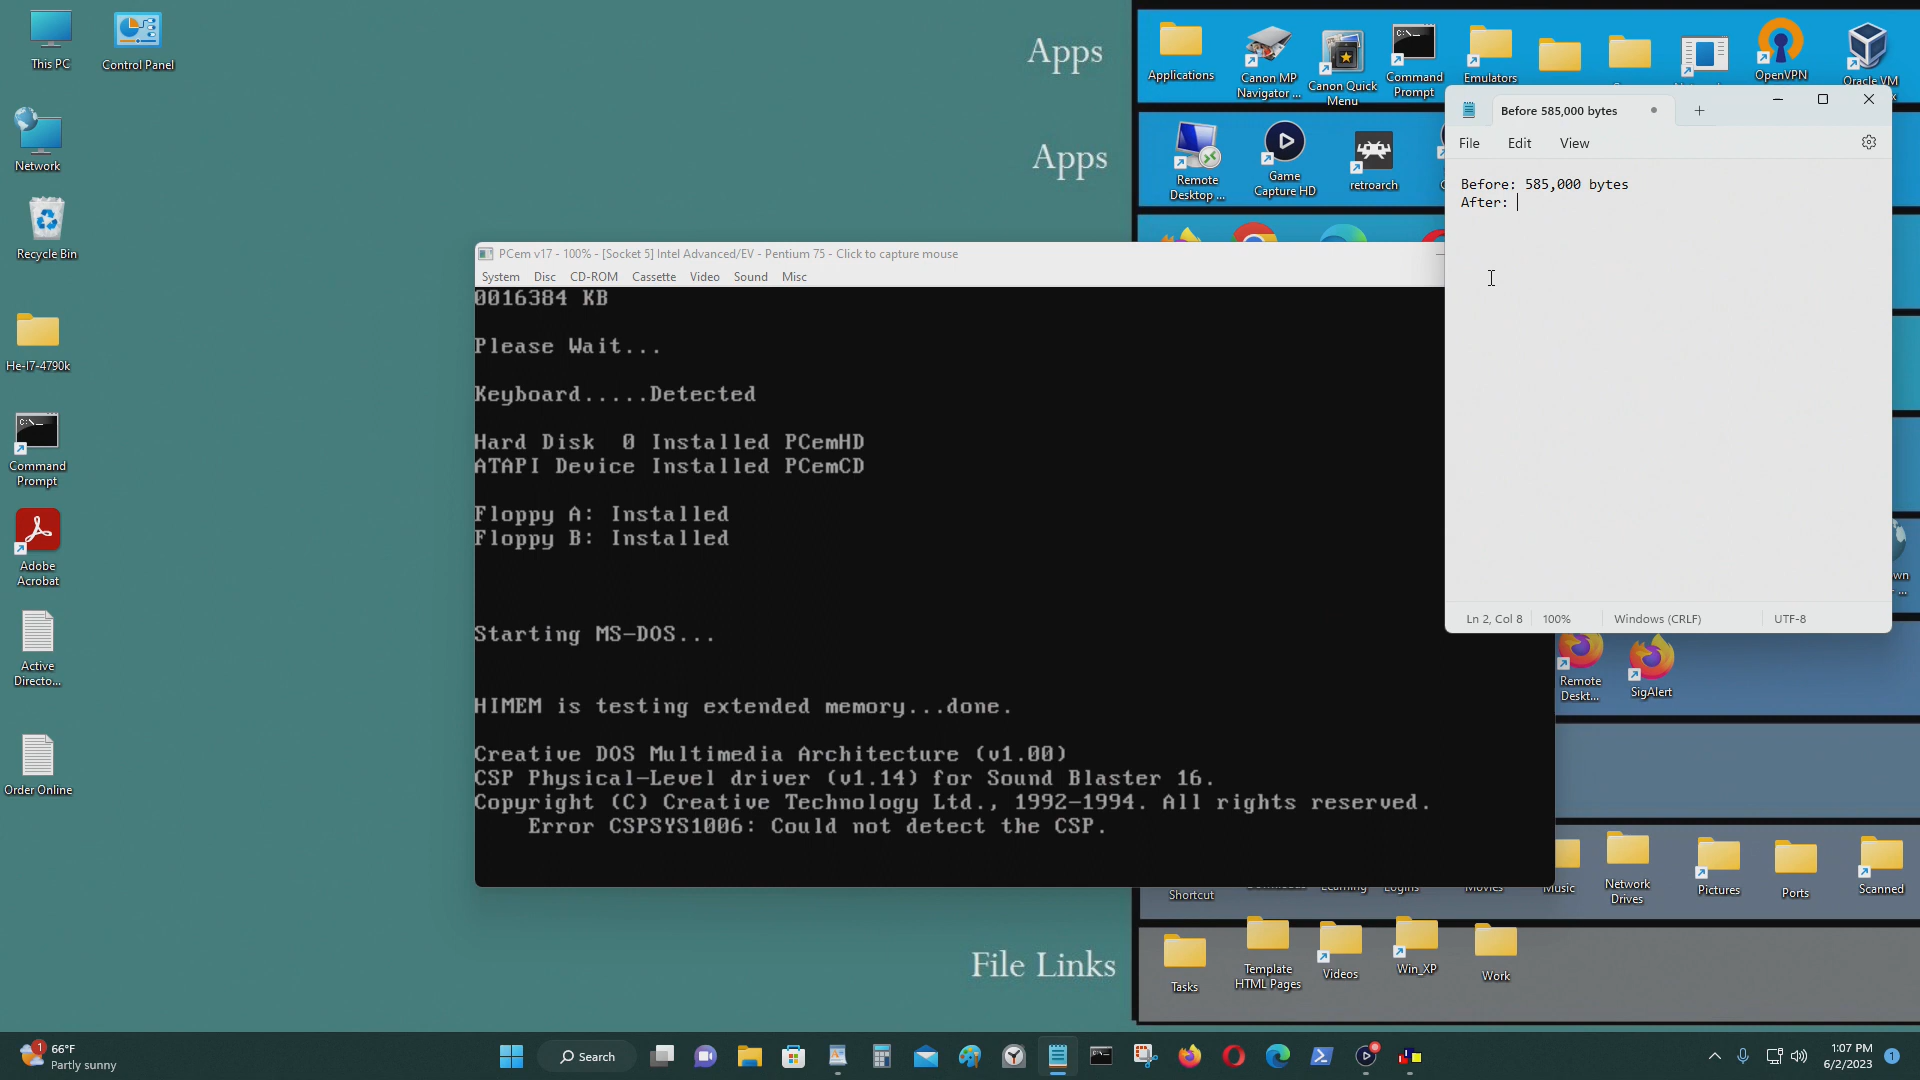 This PC
Control Panel
Network
Recycle Bin
He-I7-4790k
Command
Prompt
Adobe
Acrobat
Active
Directo...
Order Online
Apps
Apps
File Links
Applications
Canon MP
Navigator ...
Canon Quick
Menu
Command
Prompt
Emulators
OpenVPN
Oracle VM
Remote
Desktop ...
Game
Capture HD
retroarch
Before 585,000 bytes
File
Edit
View
Before: 585,000 bytes
After:
Ln 2, Col 8
100%
Windows (CRLF)
UTF-8
PCem v17 - 100% - [Socket 5] Intel Advanced/EV - Pentium 75 - Click to capture mouse
System
Disc
CD-ROM
Cassette
Video
Sound
Misc
0016384 KB
Please Wait...
Keyboard.....Detected
Hard Disk  0 Installed PCemHD
ATAPI Device Installed PCemCD
Floppy A: Installed
Floppy B: Installed
Starting MS-DOS...
HIMEM is testing extended memory...done.
Creative DOS Multimedia Architecture (v1.00)
CSP Physical-Level driver (v1.14) for Sound Blaster 16.
Copyright (C) Creative Technology Ltd., 1992-1994. All rights reserved.
Error CSPSYS1006: Could not detect the CSP.
Remote
Deskt...
SigAlert
Shortcut
Learning
Logins
Movies
Music
Network
Drives
Pictures
Ports
Scanned
Tasks
Template
HTML Pages
Videos
Win_XP
Work
1
66°F
Partly sunny
Search
1:07 PM
6/2/2023
1